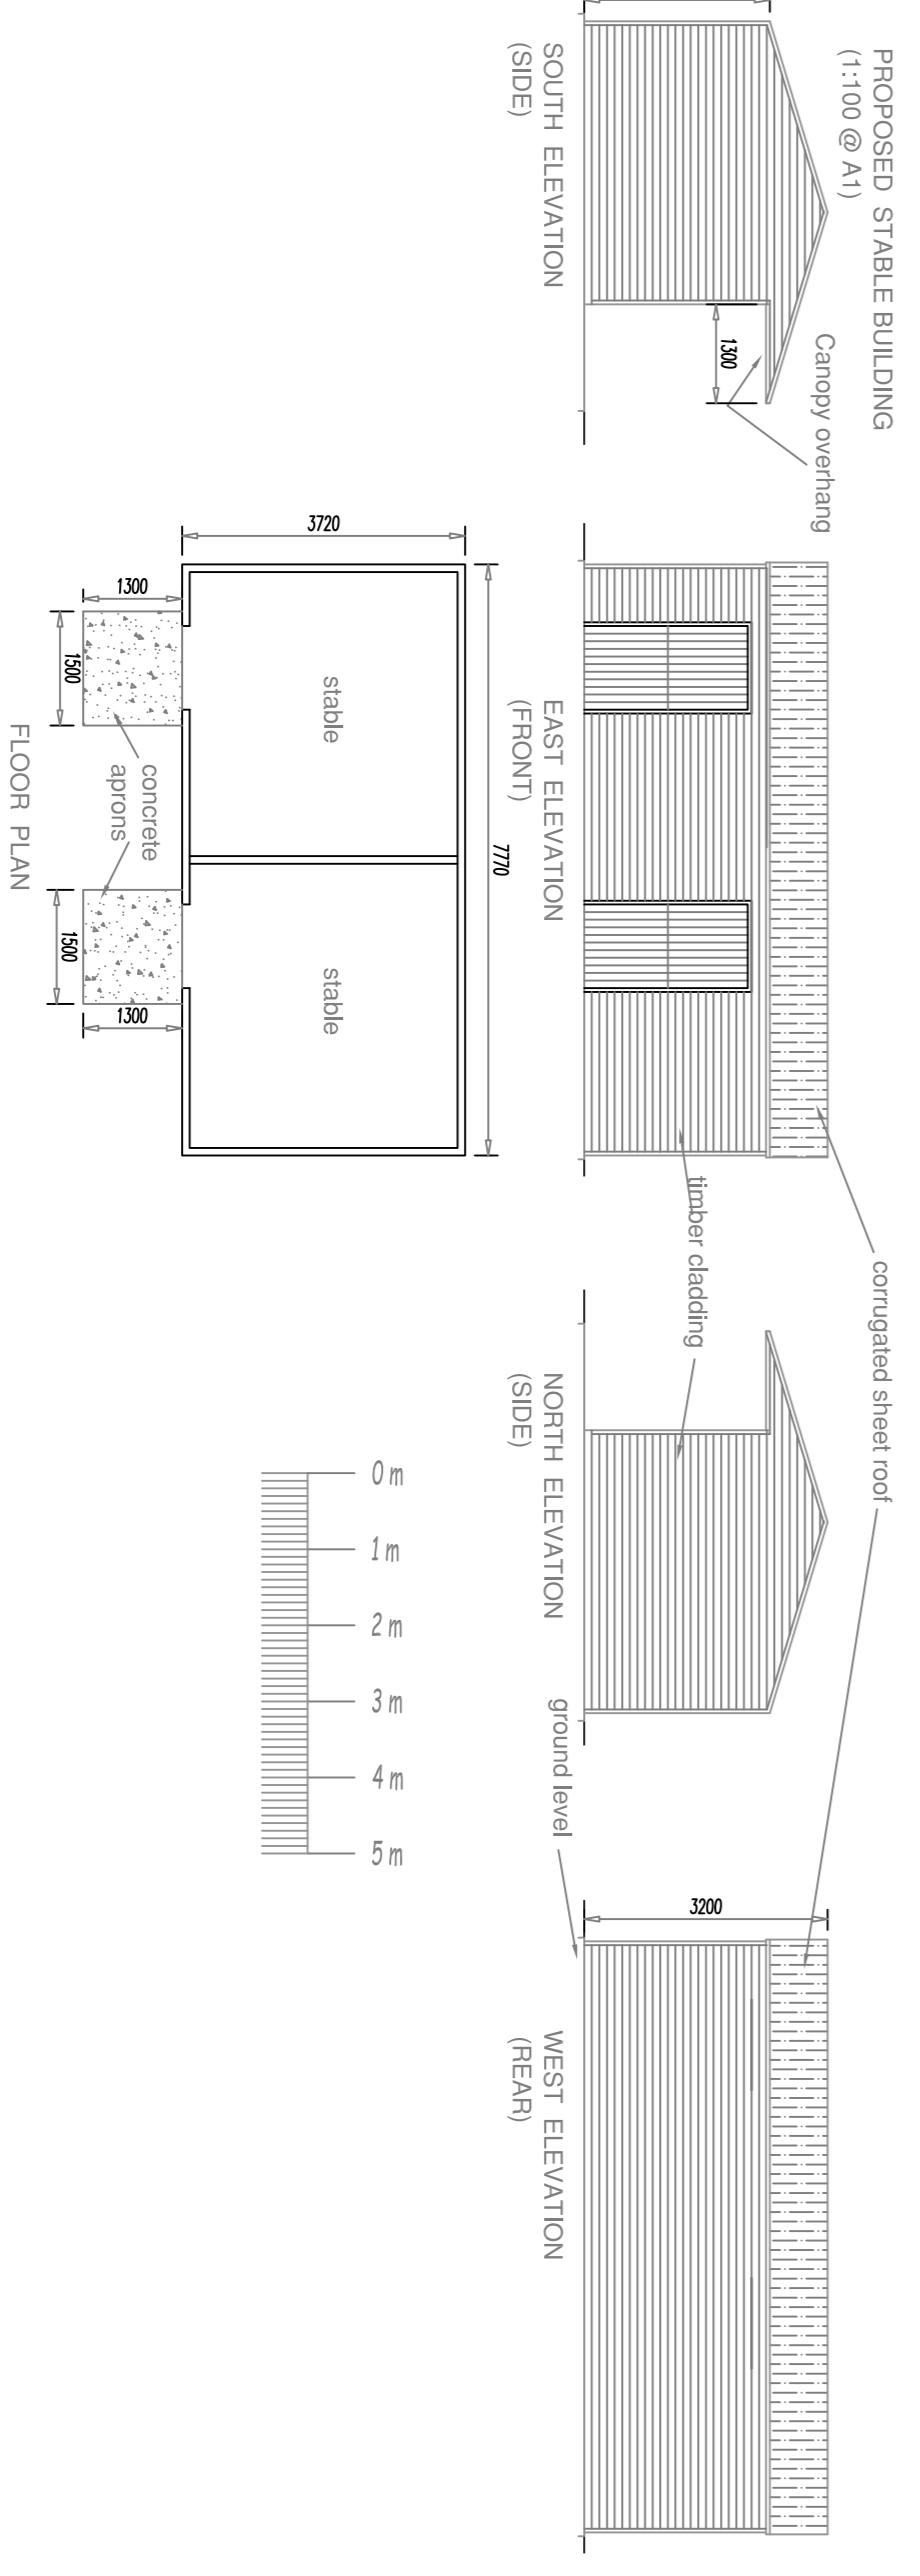 PROPOSED STABLE BUILDING
(1:100 @ A1)
Canopy overhang
1300
SOUTH ELEVATION
(SIDE)
corrugated sheet roof
timber cladding
EAST ELEVATION
(FRONT)
NORTH ELEVATION
(SIDE)
ground level
3200
WEST ELEVATION
(REAR)
7770
3720
stable
stable
1300
1500
concrete
aprons
1500
1300
FLOOR PLAN
0 m
1 m
2 m
3 m
4 m
5 m